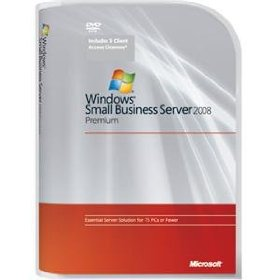 DVD
Includes 5 Client
Access Licenses
Windows
Small Business Server 2008
Premium
Essential Server Solution for 75 PCs or Fewer
Microsoft